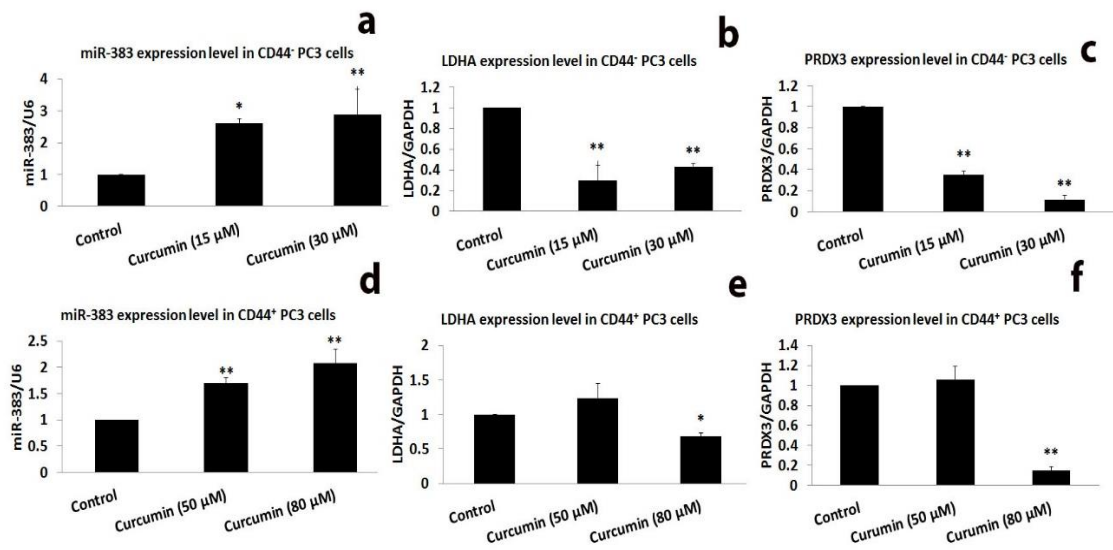 a
miR-383 expression level in CD44⁻ PC3 cells
miR-383/U6
5
4
3
2
1
0
*
**
Control
Curcumin (15 µM)
Curcumin (30 µM)
b
LDHA expression level in CD44⁻ PC3 cells
LDHA/GAPDH
1.2
1
0.8
0.6
0.4
0.2
0
**
**
Control
Curcumin (15 µM)
Curcumin (30 µM)
c
PRDX3 expression level in CD44⁻ PC3 cells
PRDX3/GAPDH
1.2
1
0.8
0.6
0.4
0.2
0
**
**
Control
Curcumin (15 µM)
Curcumin (30 µM)
d
miR-383 expression level in CD44⁺ PC3 cells
miR-383/U6
2.5
2
1.5
1
0.5
0
**
**
Control
Curcumin (50 µM)
Curcumin (80 µM)
e
LDHA expression level in CD44⁺ PC3 cells
LDHA/GAPDH
2
1.5
1
0.5
0
*
Control
Curcumin (50 µM)
Curcumin (80 µM)
f
PRDX3 expression level in CD44⁺ PC3 cells
PRDX3/GAPDH
1.4
1.2
1
0.8
0.6
0.4
0.2
0
**
Control
Curumin (50 µM)
Curcumin (80 µM)